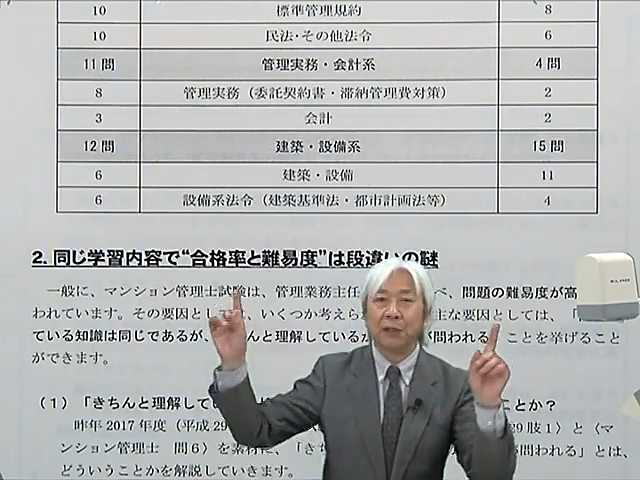 10 標準管理規約 8
10 民法・その他法令 6
11問 管理実務・会計系 4問
8 管理実務(委託契約書・滞納管理費対策) 2
3 会計 2
12問 建築・設備系 15問
6 建築・設備 11
6 設備系法令(建築基準法・都市計画法等) 4
2. 同じ学習内容で“合格率と難易度”は段違いの謎
一般に、マンション管理士試験は、管理業務主任 べ、問題の難易度が高
われています。その要因として、いくつか考えら 主な要因としては、「
ている知識は同じであるが、 んと理解しているか が問われる ことを挙げること
ができます。
(1)「きちんと理解して ことか?
昨年2017年度(平成29 29肢1〉と〈マ
ンション管理士 問6〉を素材に、「き 問われる」とは、
どういうことかを解説していきます。
ELMO